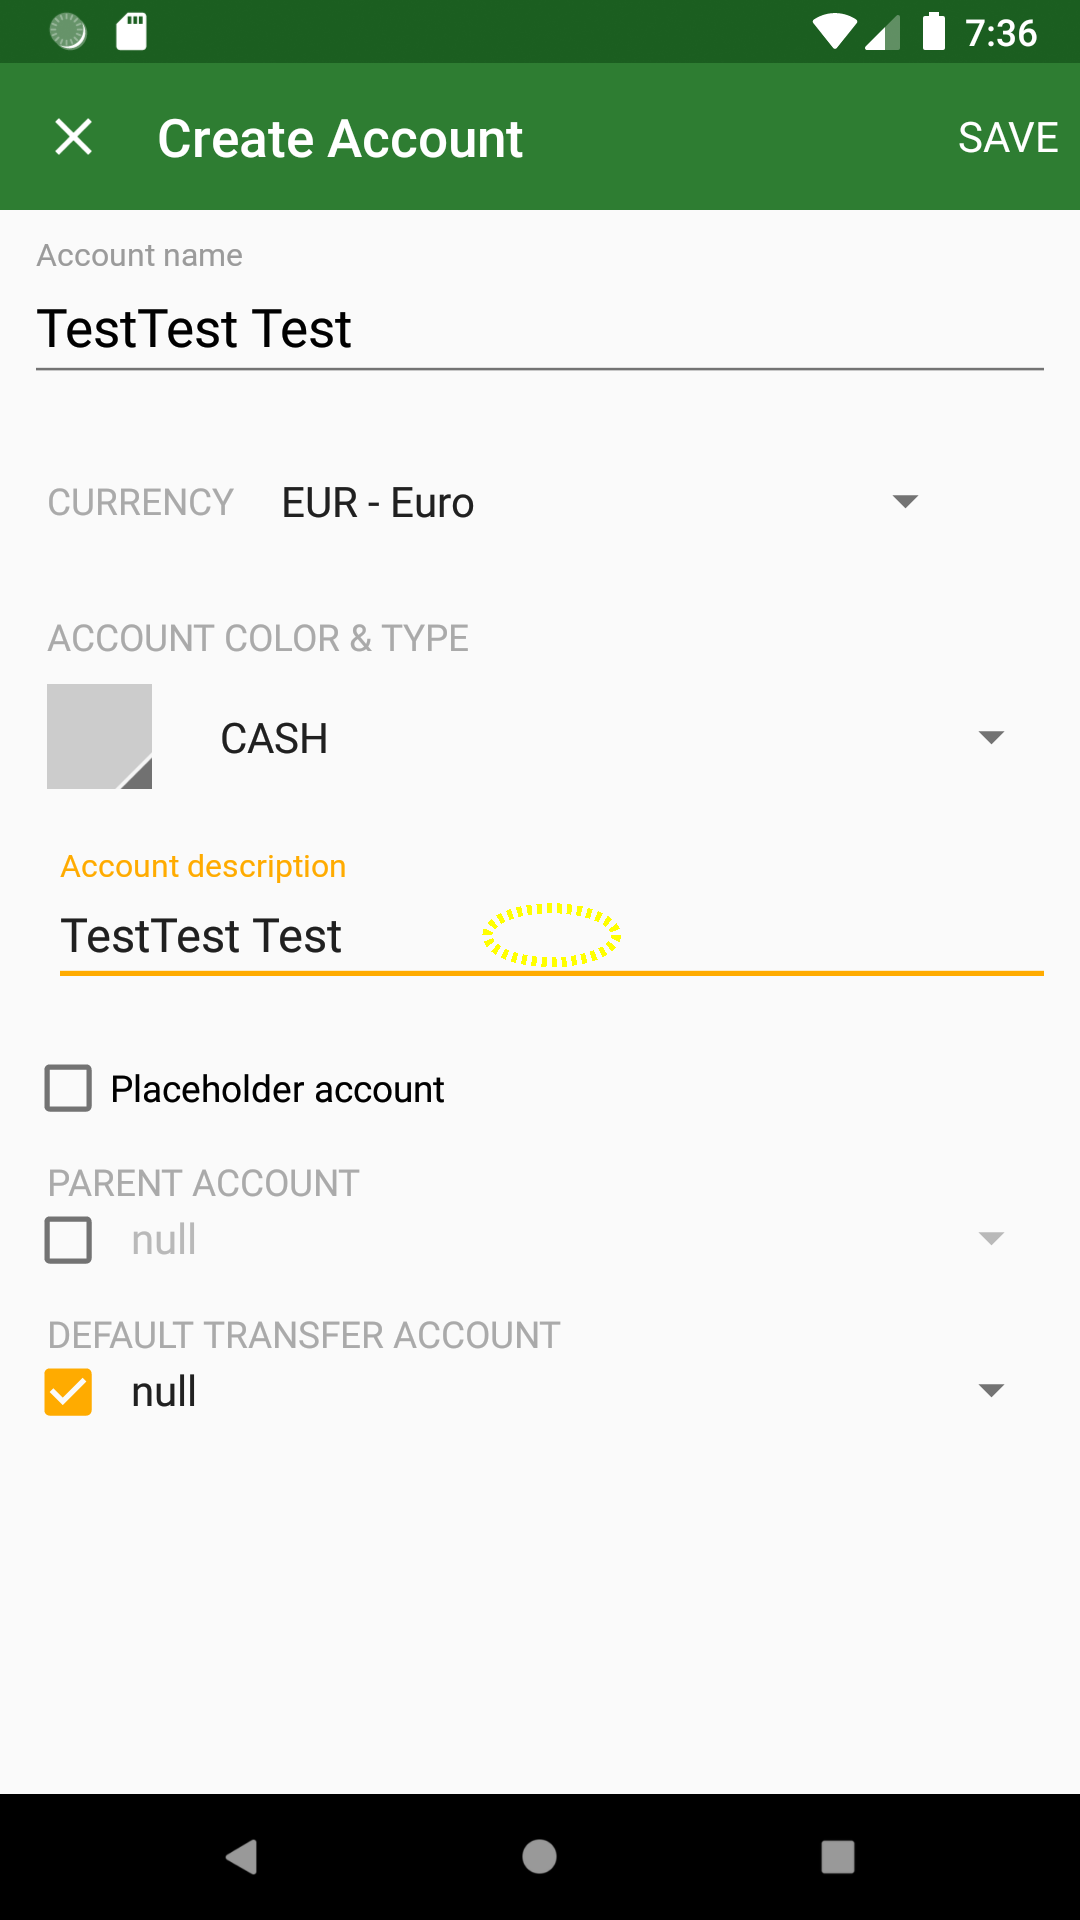 7:36
Create Account
SAVE
Account name
TestTest Test
CURRENCY
EUR - Euro
ACCOUNT COLOR & TYPE
CASH
Account description
TestTest Test
Placeholder account
PARENT ACCOUNT
null
DEFAULT TRANSFER ACCOUNT
null